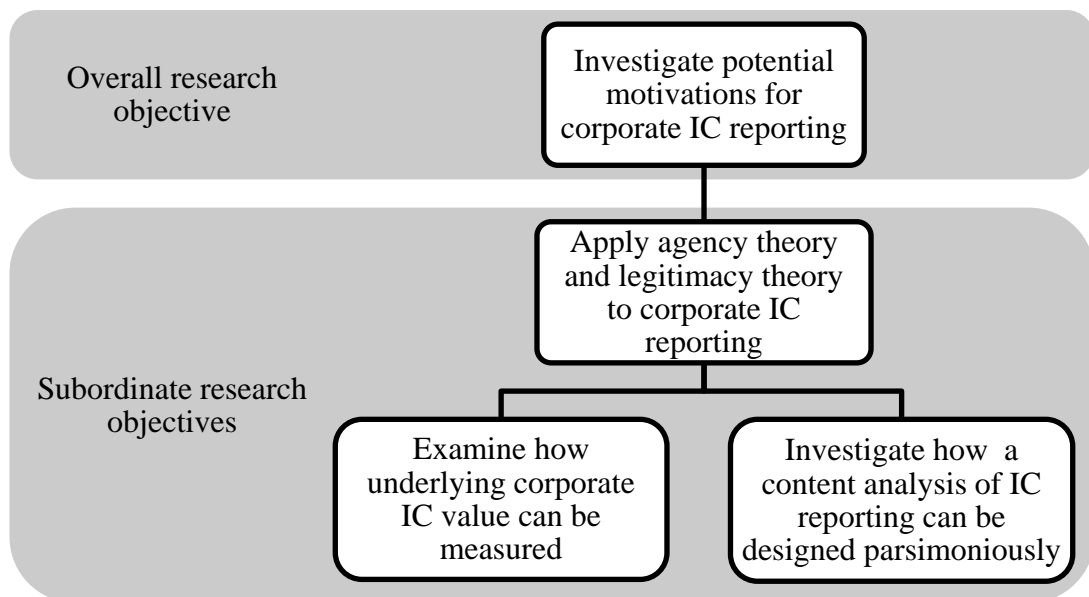 Overall research
objective
Investigate potential
motivations for
corporate IC reporting
Subordinate research
objectives
Apply agency theory
and legitimacy theory
to corporate IC
reporting
Examine how
underlying corporate
IC value can be
measured
Investigate how a
content analysis of IC
reporting can be
designed parsimoniously